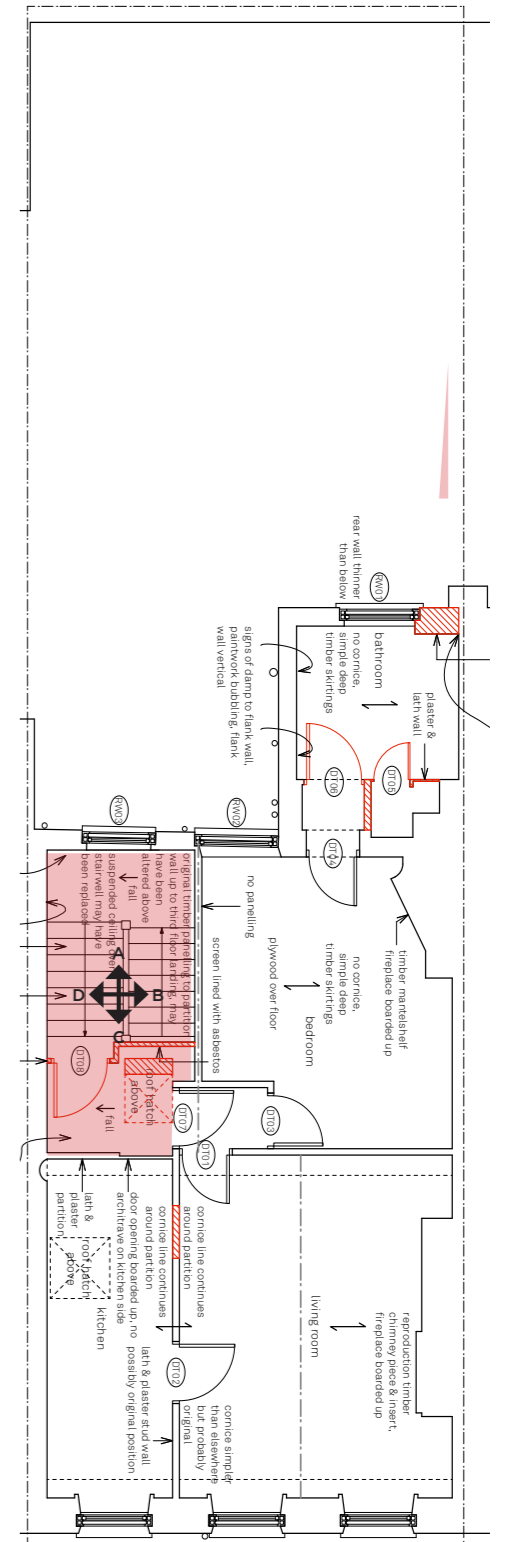 RW01
rear wall thinner
than below
bathroom
no cornice,
simple deep
timber skirtings
plaster &
lath wall
signs of damp to flank wall,
paintwork bubbling, flank
wall vertical
DT06
DT05
RW03
RW02
DT04
original timber panelling to partition
wall up to third floor landing, may
have been
altered above
fall
suspended ceiling over
stairwell may have
been replaced
A
B
C
D
no panelling
screen lined with asbestos
plywood over floor
no cornice,
simple deep
timber skirtings
bedroom
timber mantelshelf
fireplace boarded up
DT08
fall
roof hatch
above
DT07
DT01
DT03
lath &
plaster
partition
roof hatch
above
kitchen
door opening boarded up, no
architrave on kitchen side
cornice line continues
around partition
cornice line continues
around partition
lath & plaster stud wall
possibly original position
DT02
cornice simpler
than elsewhere
but probably
original
living room
reproduction timber
chimney piece & insert,
fireplace boarded up